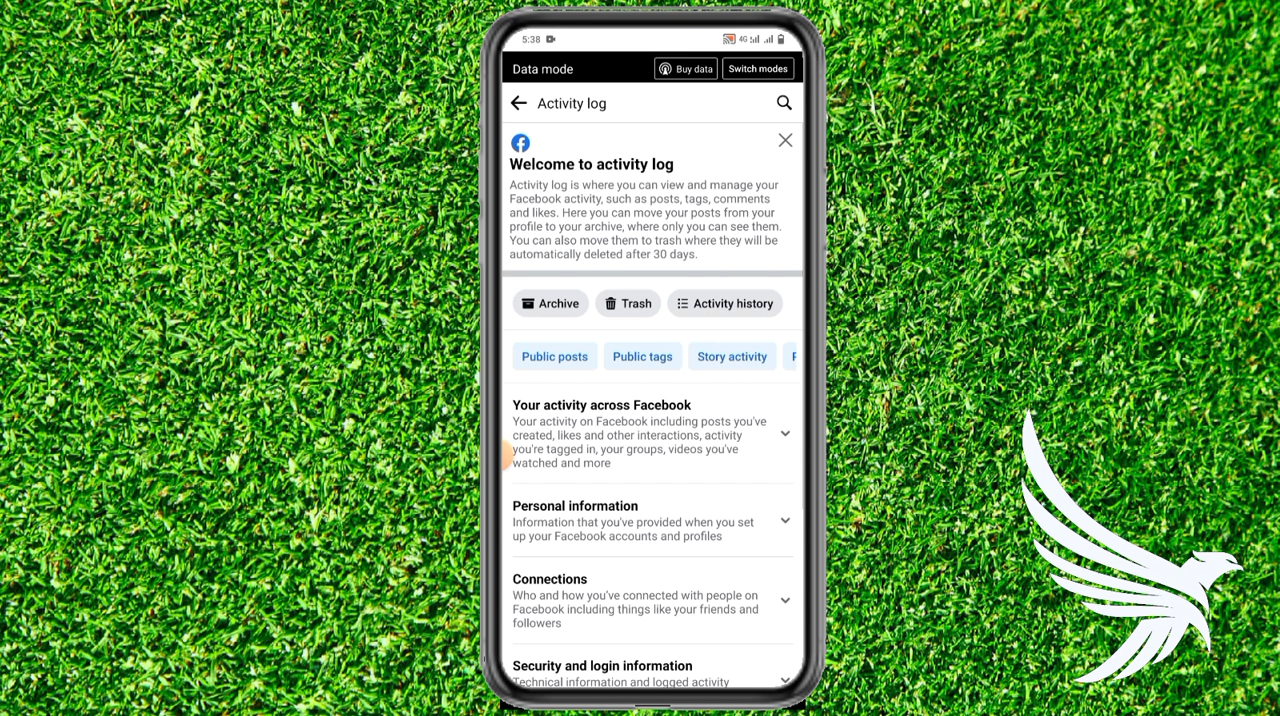 5:38
4G
Data mode
Buy data
Switch modes
Activity log
Welcome to activity log
Activity log is where you can view and manage your
Facebook activity, such as posts, tags, comments
and likes. Here you can move your posts from your
profile to your archive, where only you can see them.
You can also move them to trash where they will be
automatically deleted after 30 days.
Archive
Trash
Activity history
Public posts
Public tags
Story activity
Your activity across Facebook
Your activity on Facebook including posts you've
created, likes and other interactions, activity
you're tagged in, your groups, videos you've
watched and more
Personal information
Information that you've provided when you set
up your Facebook accounts and profiles
Connections
Who and how you've connected with people on
Facebook including things like your friends and
followers
Security and login information
Technical information and logged activity